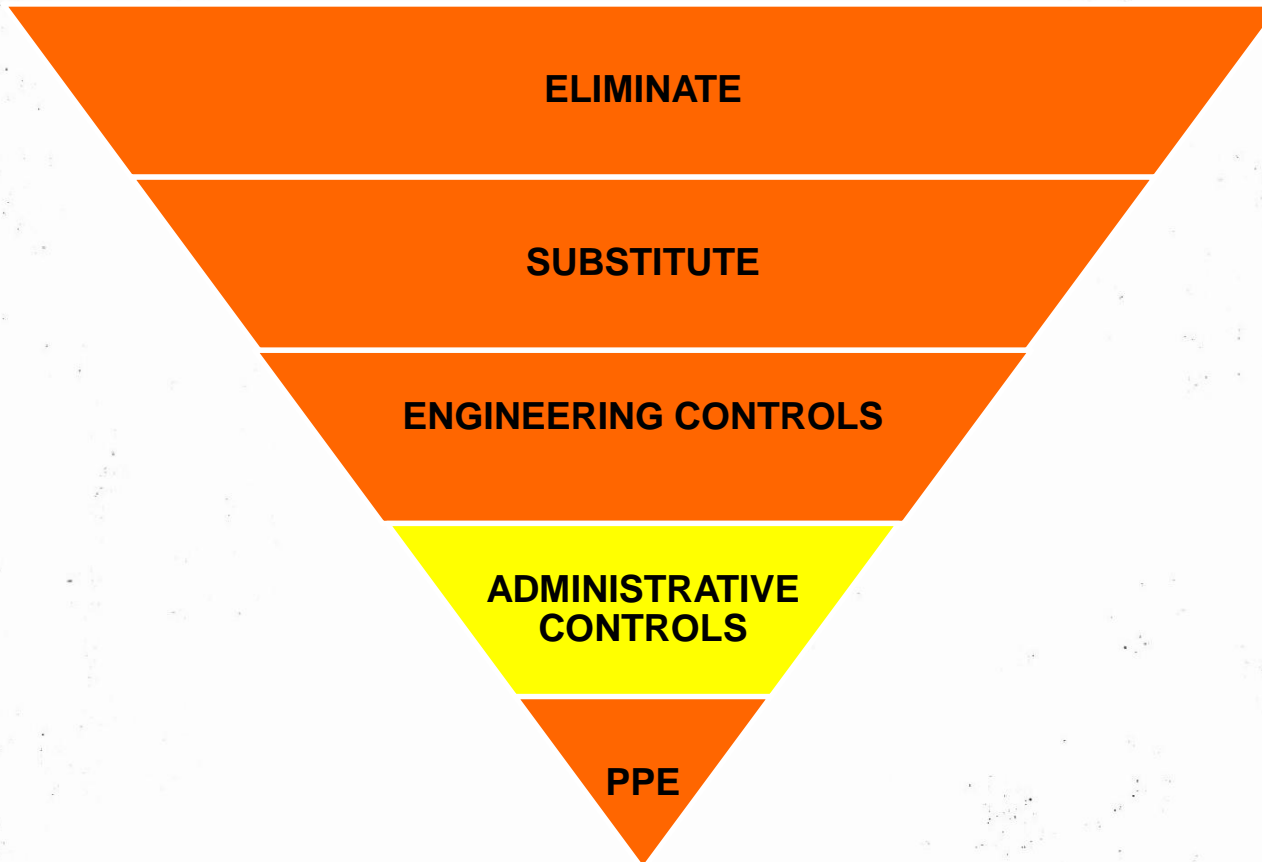 ELIMINATE
SUBSTITUTE
ENGINEERING CONTROLS
ADMINISTRATIVE
CONTROLS
PPE